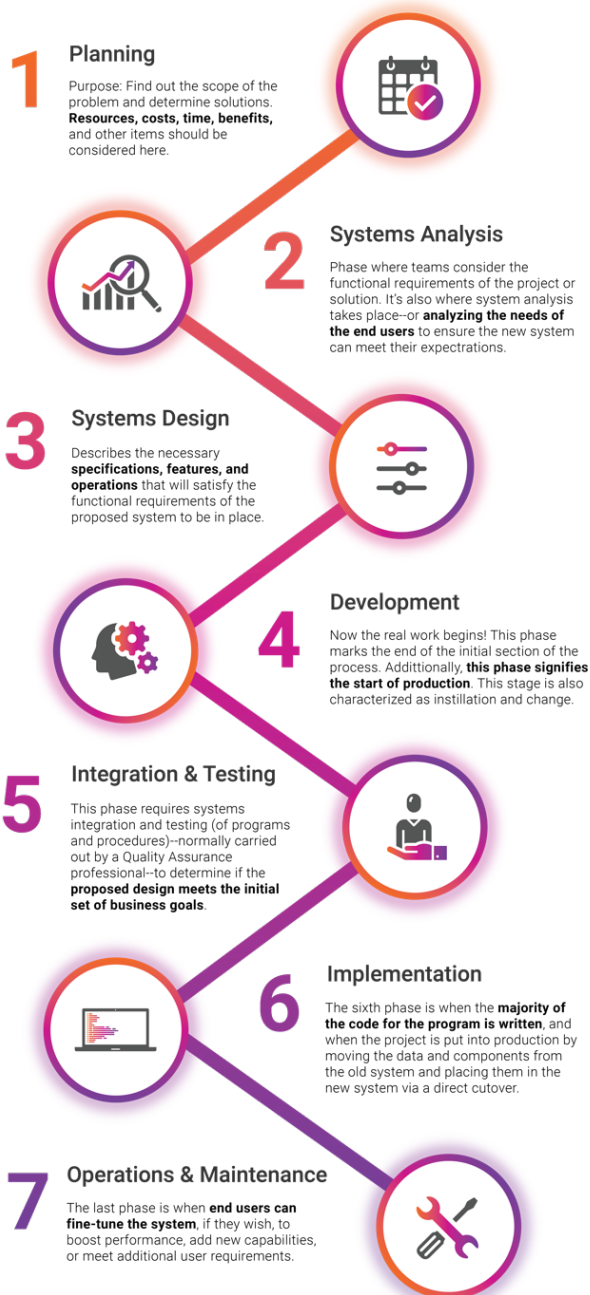 1
Planning
Purpose: Find out the scope of the
problem and determine solutions.
Resources, costs, time, benefits,
and other items should be
considered here.
2
Systems Analysis
Phase where teams consider the
functional requirements of the project or
solution. It's also where system analysis
takes place--or analyzing the needs of
the end users to ensure the new system
can meet their expectrations.
3
Systems Design
Describes the necessary
specifications, features, and
operations that will satisfy the
functional requirements of the
proposed system to be in place.
4
Development
Now the real work begins! This phase
marks the end of the initial section of the
process. Addittionally, this phase signifies
the start of production. This stage is also
characterized as instillation and change.
5
Integration & Testing
This phase requires systems
integration and testing (of programs
and procedures)--normally carried
out by a Quality Assurance
professional--to determine if the
proposed design meets the initial
set of business goals.
6
Implementation
The sixth phase is when the majority of
the code for the program is written, and
when the project is put into production by
moving the data and components from
the old system and placing them in the
new system via a direct cutover.
7
Operations & Maintenance
The last phase is when end users can
fine-tune the system, if they wish, to
boost performance, add new capabilities,
or meet additional user requirements.